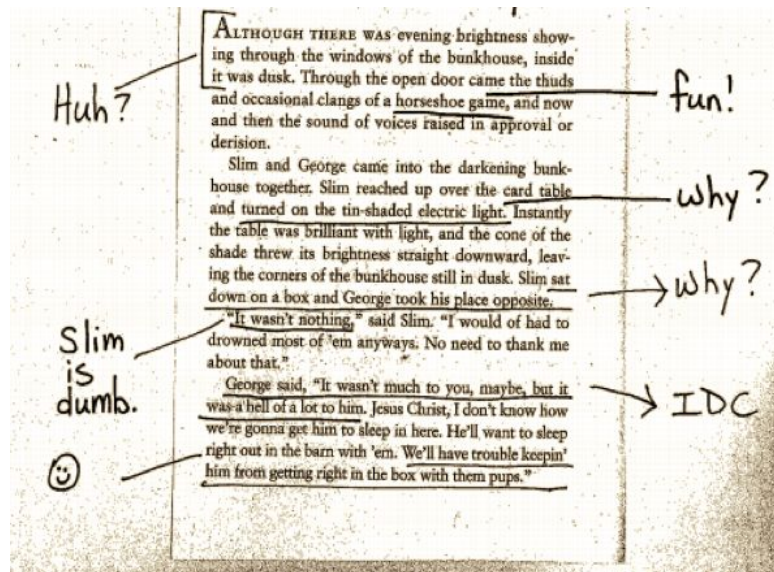 ALTHOUGH THERE WAS evening brightness show-
ing through the windows of the bunkhouse, inside
it was dusk. Through the open door came the thuds
and occasional clangs of a horseshoe game, and now
and then the sound of voices raised in approval or
derision.
Slim and George came into the darkening bunk-
house together. Slim reached up over the card table
and turned on the tin-shaded electric light. Instantly
the table was brilliant with light, and the cone of the
shade threw its brightness straight downward, leav-
ing the corners of the bunkhouse still in dusk. Slim sat
down on a box and George took his place opposite.
"It wasn't nothing," said Slim. "I would of had to
drowned most of 'em anyways. No need to thank me
about that."
George said, "It wasn't much to you, maybe, but it
was a hell of a lot to him. Jesus Christ, I don't know how
we're gonna get him to sleep in here. He'll want to sleep
right out in the barn with 'em. We'll have trouble keepin'
him from getting right in the box with them pups."
Huh?
Slim
is
dumb.
fun!
why?
why?
IDC